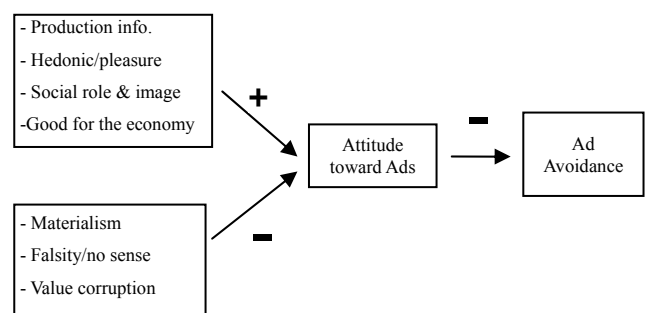 - Production info.
- Hedonic/pleasure
- Social role & image
-Good for the economy
+
-
Attitude
toward Ads
Ad
Avoidance
- Materialism
- Falsity/no sense
- Value corruption
-